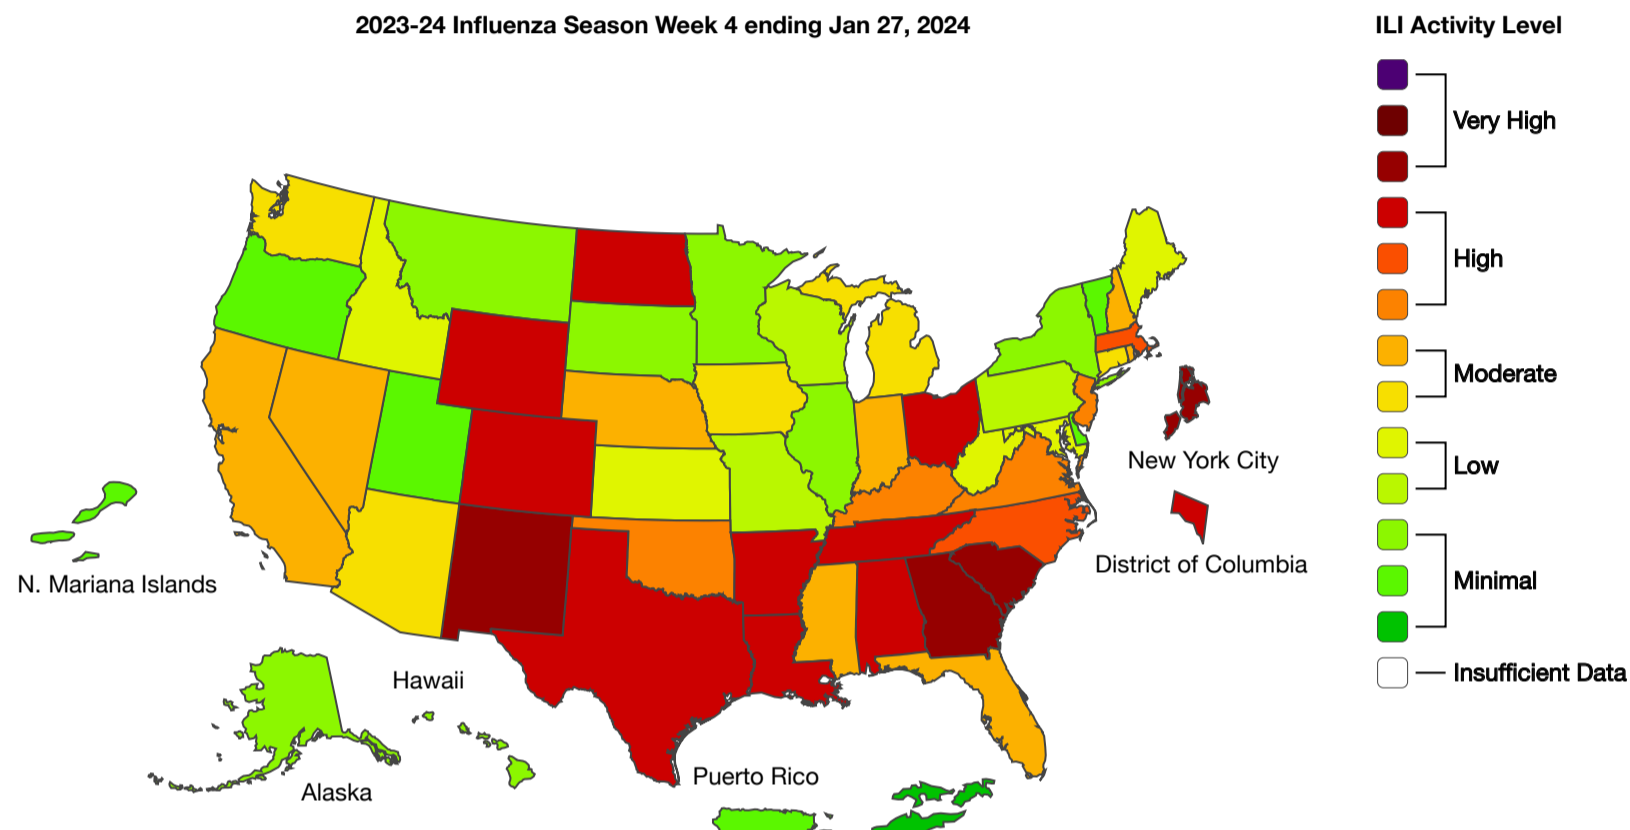 2023-24 Influenza Season Week 4 ending Jan 27, 2024
ILI Activity Level
Very High
High
Moderate
Low
Minimal
Insufficient Data
New York City
District of Columbia
N. Mariana Islands
Hawaii
Alaska
Puerto Rico